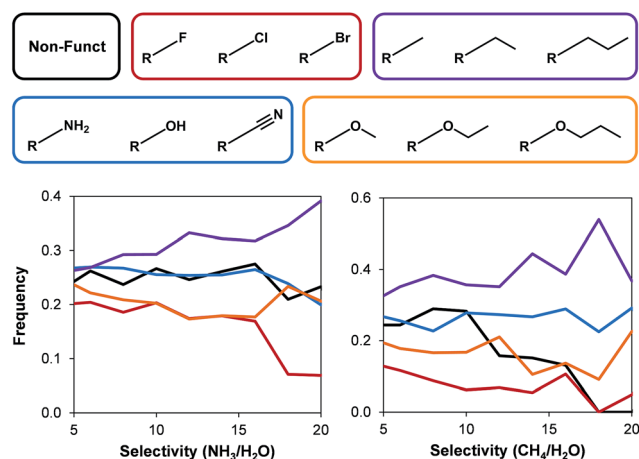 Non-Funct
R F R Cl R Br
R R R
R NH₂ R OH R N
R O R O R O
0.4
0.3
0.2
0.1
0.0
5 10 15 20
Frequency
Selectivity (NH₃/H₂O)
0.6
0.4
0.2
0.0
5 10 15 20
Selectivity (CH₄/H₂O)